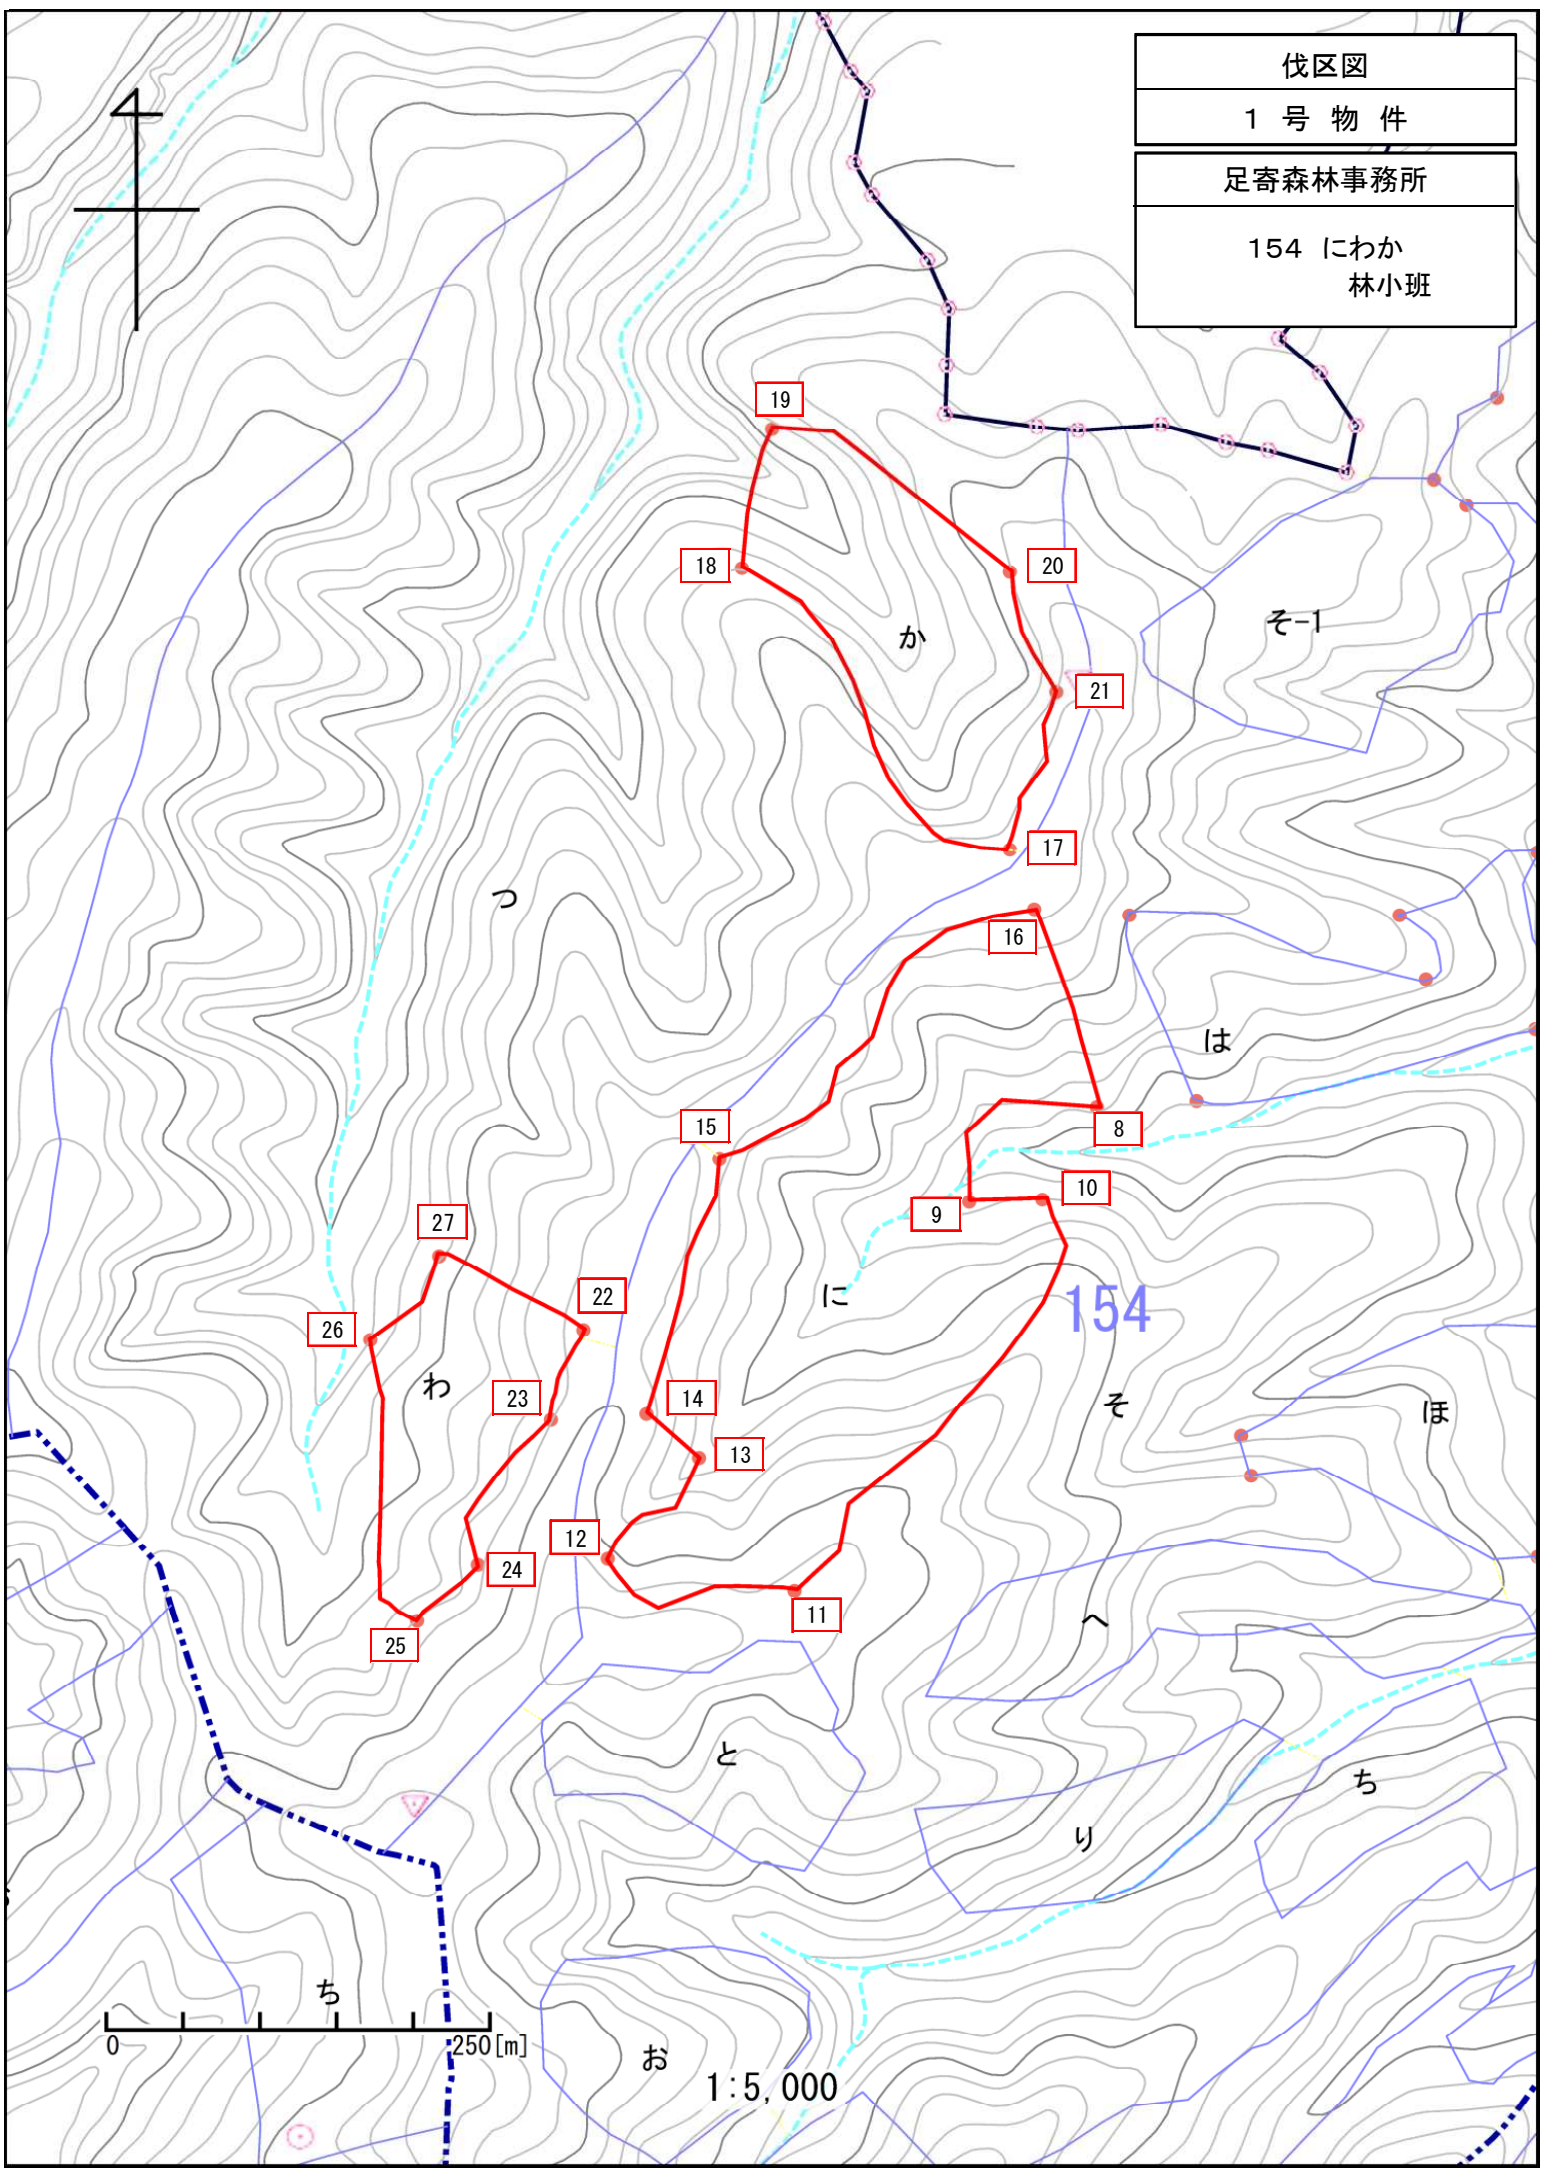 伐区図
１ 号 物 件
足寄森林事務所
１５４ にわか
林小班
19
18
20
か
そ-1
21
17
つ
16
は
15
8
10
9
27
22
に
154
26
わ
23
14
そ
ほ
13
12
24
11
25
へ
と
ち
り
ち
0
250[m]
お
1:5,000